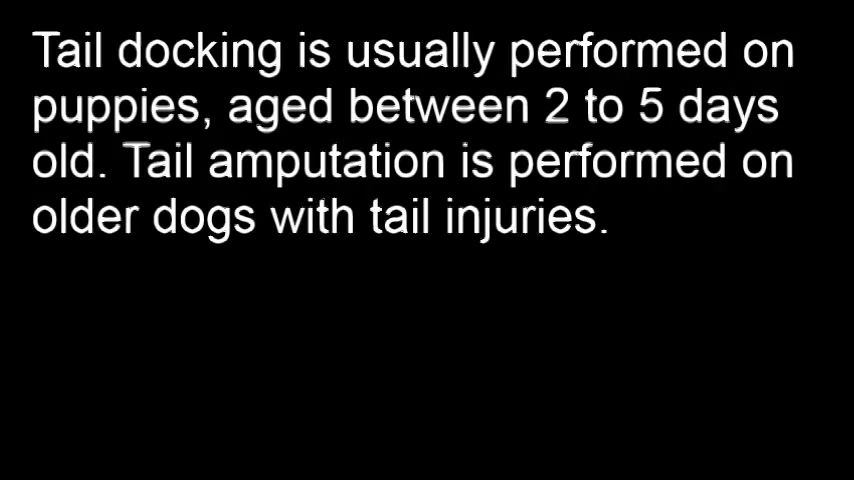 Tail docking is usually performed on
puppies, aged between 2 to 5 days
old. Tail amputation is performed on
older dogs with tail injuries.